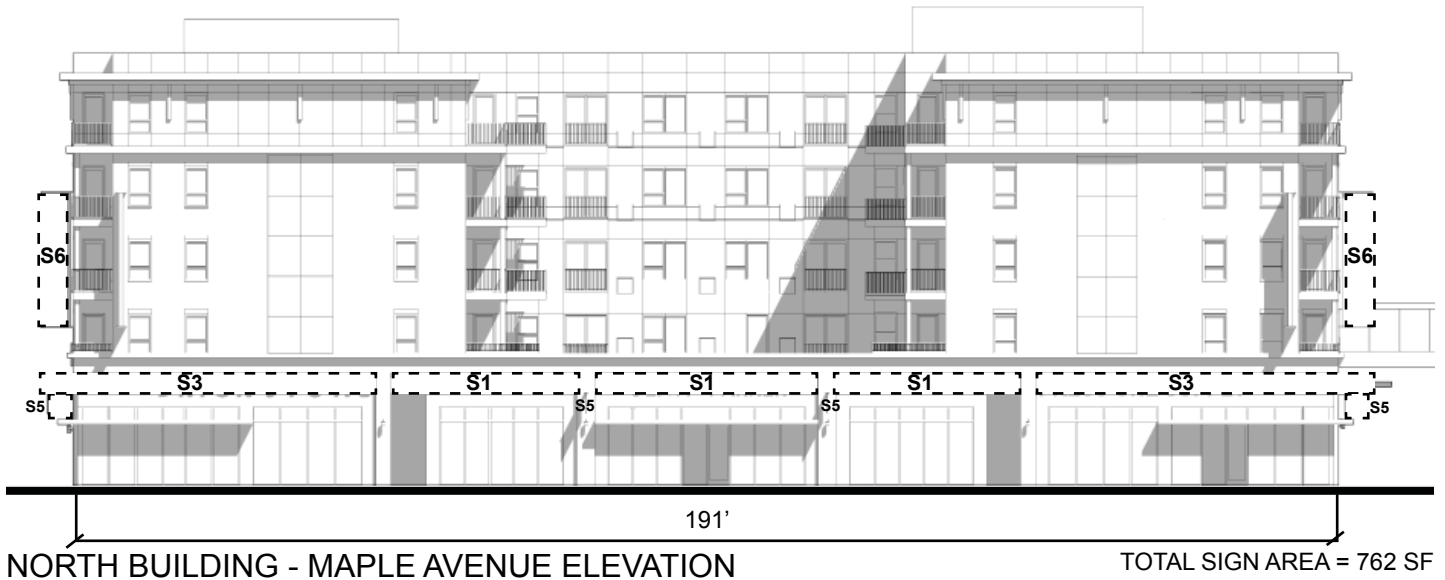 S6
S6
S3
S1
S1
S1
S3
S5
S5
S5
S5
191’
NORTH BUILDING - MAPLE AVENUE ELEVATION
TOTAL SIGN AREA = 762 SF